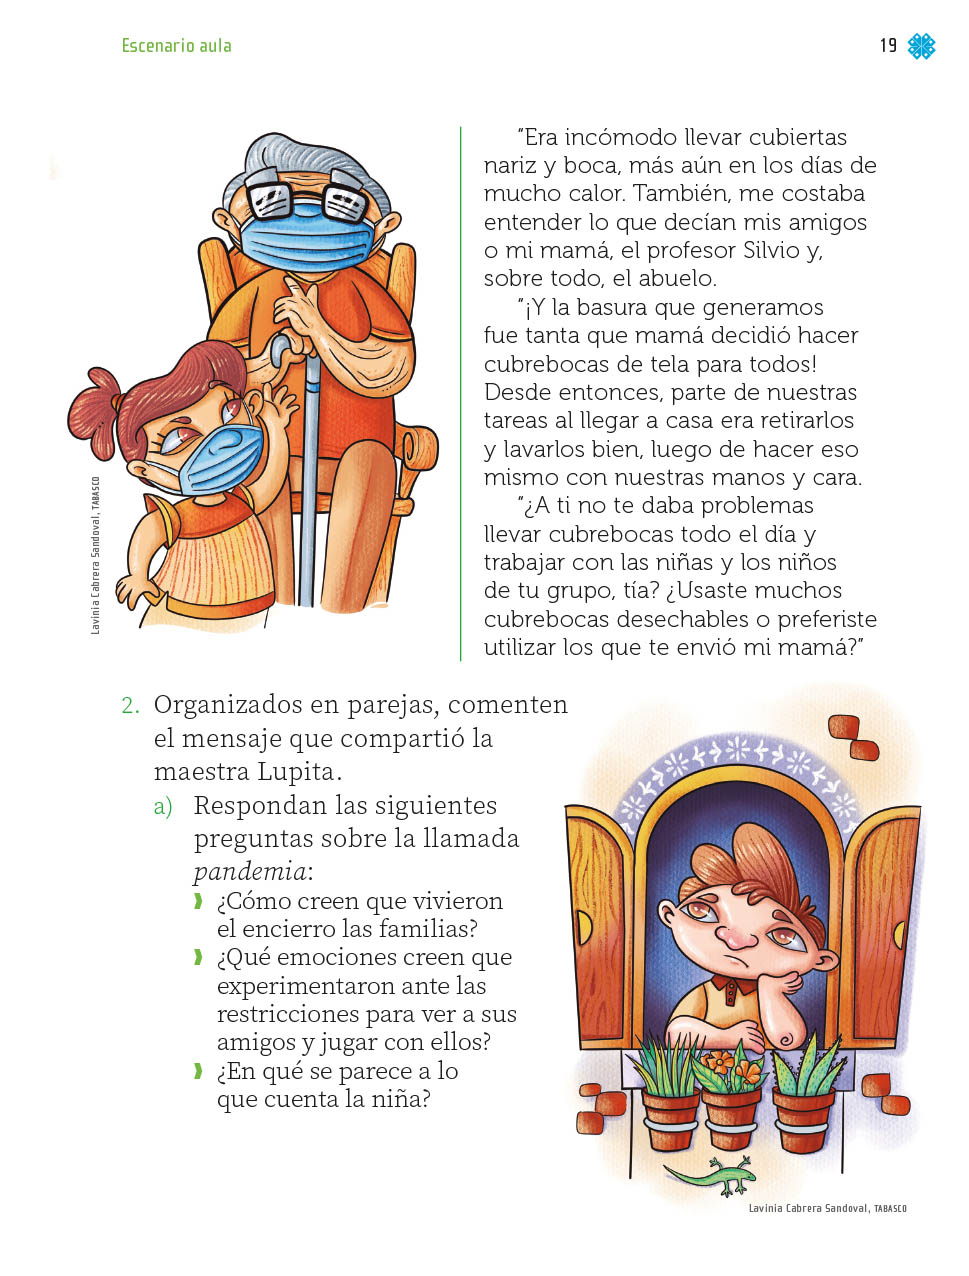 Escenario aula
19
“Era incómodo llevar cubiertas
nariz y boca, más aún en los días de
mucho calor. También, me costaba
entender lo que decían mis amigos
o mi mamá, el profesor Silvio y,
sobre todo, el abuelo.
“¡Y la basura que generamos
fue tanta que mamá decidió hacer
cubrebocas de tela para todos!
Desde entonces, parte de nuestras
tareas al llegar a casa era retirarlos
y lavarlos bien, luego de hacer eso
mismo con nuestras manos y cara.
“¿A ti no te daba problemas
llevar cubrebocas todo el día y
trabajar con las niñas y los niños
de tu grupo, tía? ¿Usaste muchos
cubrebocas desechables o preferiste
utilizar los que te envió mi mamá?”
Lavinia Cabrera Sandoval, TABASCO
2. Organizados en parejas, comenten
el mensaje que compartió la
maestra Lupita.
a) Respondan las siguientes
preguntas sobre la llamada
pandemia:
¿Cómo creen que vivieron
el encierro las familias?
¿Qué emociones creen que
experimentaron ante las
restricciones para ver a sus
amigos y jugar con ellos?
¿En qué se parece a lo
que cuenta la niña?
Lavinia Cabrera Sandoval, TABASCO